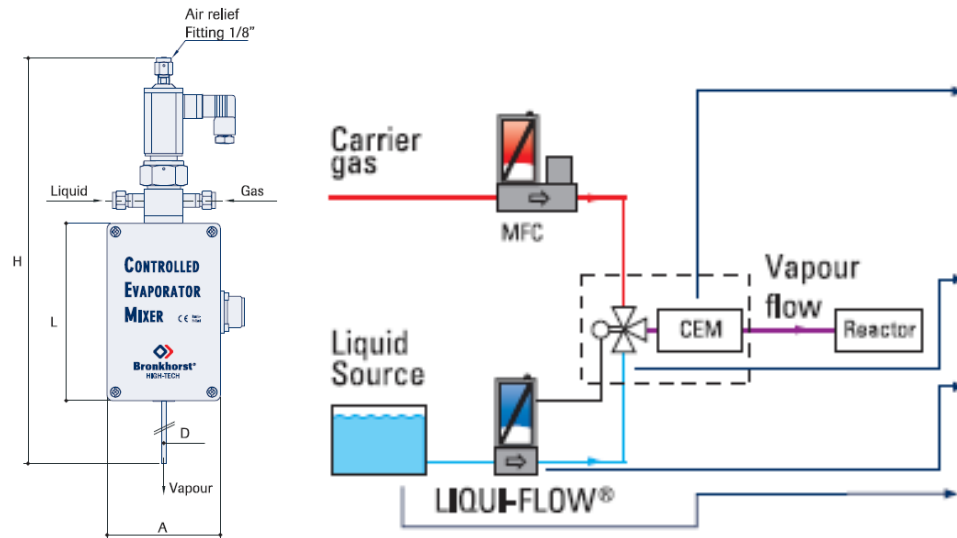 Air relief
Fitting 1/8"
Liquid
Gas
H
L
CONTROLLED
EVAPORATOR
MIXER CE
Bronkhorst®
HIGH-TECH
D
Vapour
A
Carrier
gas
MFC
Vapour
flow
CEM
Reactor
Liquid
Source
LIQUI-FLOW®